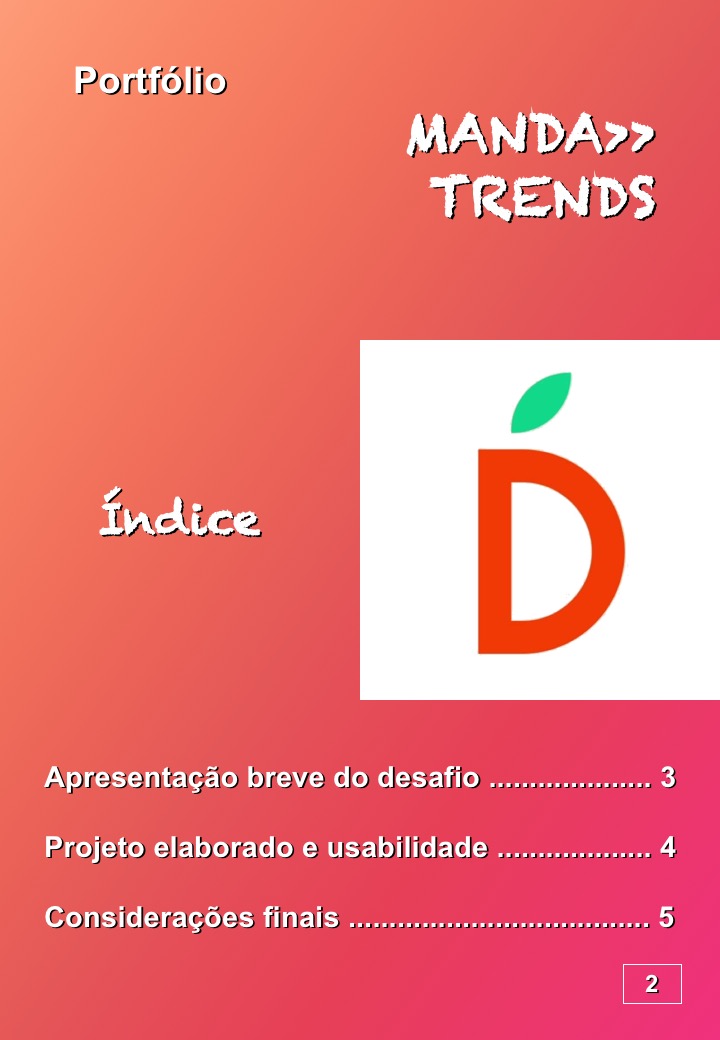 Portfólio
MANDA>>
TRENDS
D
Índice
Apresentação breve do desafio .................... 3
Projeto elaborado e usabilidade ................... 4
Considerações finais ..................................... 5
2